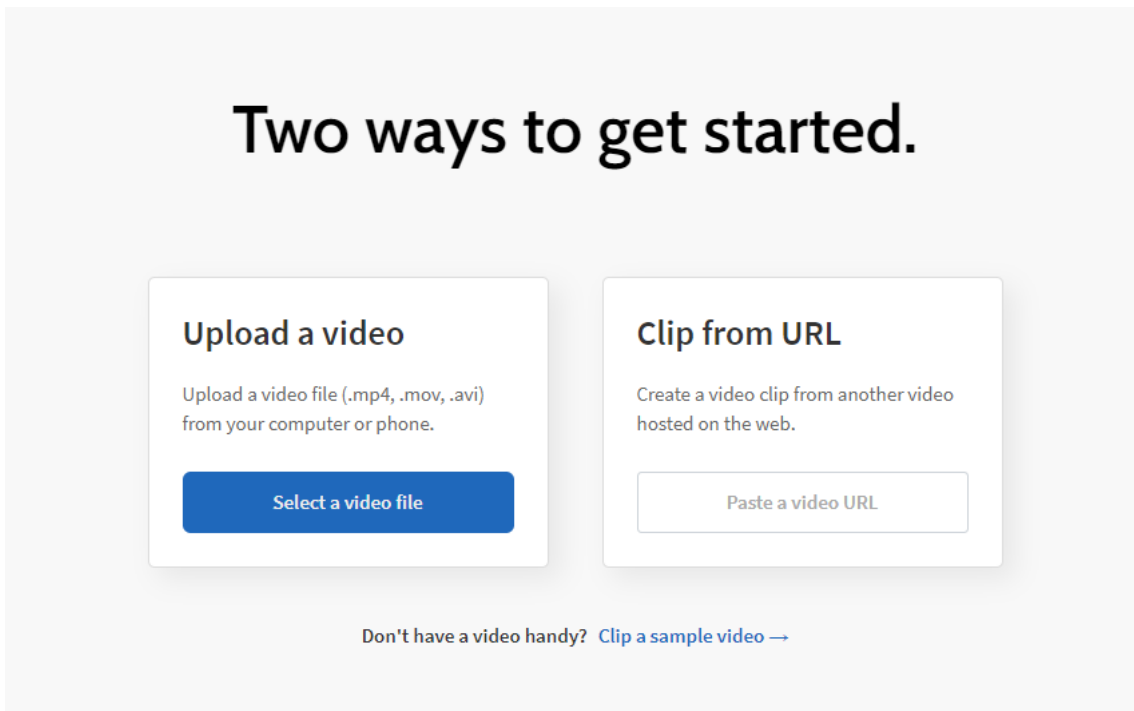 Two ways to get started.
Upload a video
Upload a video file (.mp4, .mov, .avi)
from your computer or phone.
Select a video file
Clip from URL
Create a video clip from another video
hosted on the web.
Paste a video URL
Don't have a video handy? Clip a sample video →